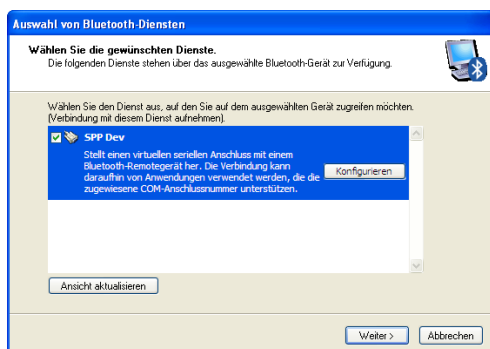 Auswahl von Bluetooth-Diensten
Wählen Sie die gewünschten Dienste.
Die folgenden Dienste stehen über das ausgewählte Bluetooth-Gerät zur Verfügung.
Wählen Sie den Dienst aus, auf den Sie auf dem ausgewählten Gerät zugreifen möchten.
(Verbindung mit diesem Dienst aufnehmen).
SPP Dev
Stellt einen virtuellen seriellen Anschluss mit einem
Bluetooth-Remotegerät her. Die Verbindung kann
daraufhin von Anwendungen verwendet werden, die die
zugewiesene COM-Anschlussnummer unterstützen.
Konfigurieren
Ansicht aktualisieren
Weiter >
Abbrechen